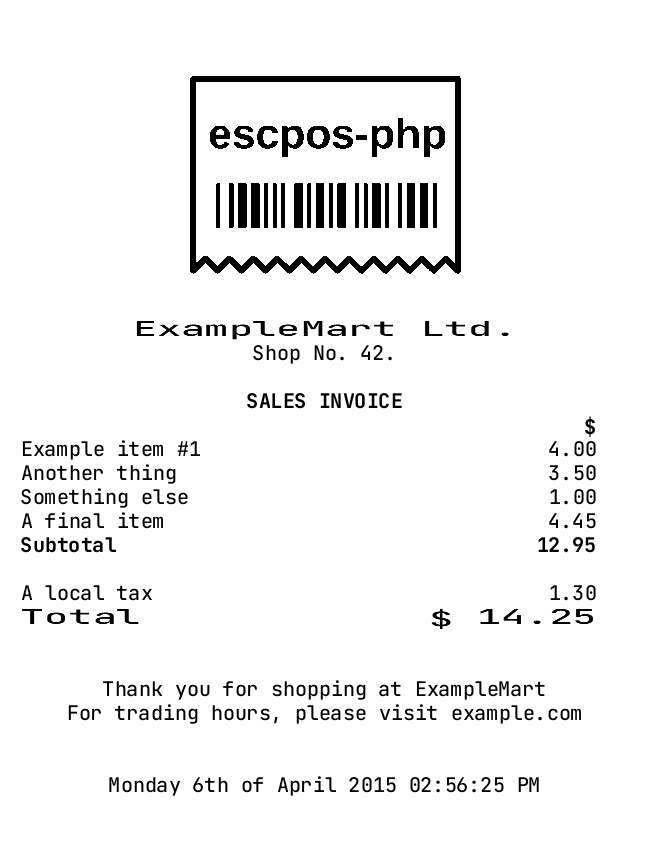 escpos-php
ExampleMart Ltd.
Shop No. 42.
SALES INVOICE
$
Example item #1 4.00
Another thing 3.50
Something else 1.00
A final item 4.45
Subtotal 12.95
A local tax 1.30
Total $ 14.25
Thank you for shopping at ExampleMart
For trading hours, please visit example.com
Monday 6th of April 2015 02:56:25 PM